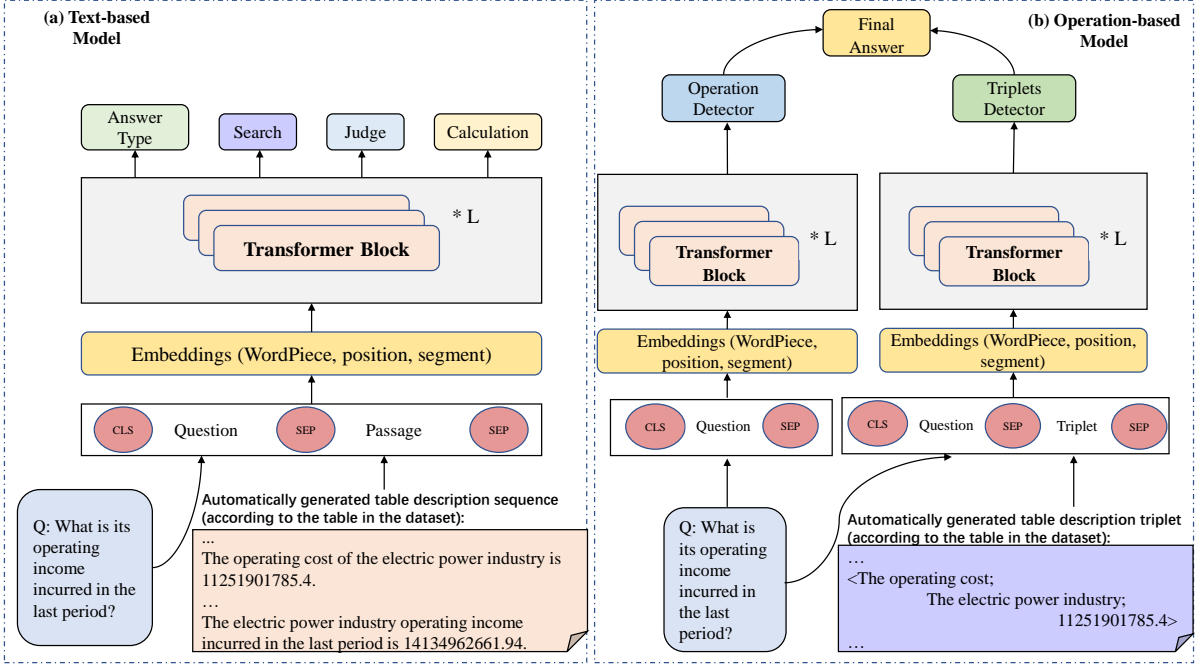 (a) Text-based
Model
Answer
Type
Search
Judge
Calculation
* L
Transformer Block
Embeddings (WordPiece, position, segment)
CLS
Question
SEP
Passage
SEP
Q: What is its
operating
income
incurred in the
last period?
Automatically generated table description sequence
(according to the table in the dataset):
...
The operating cost of the electric power industry is
11251901785.4.
…
The electric power industry operating income
incurred in the last period is 14134962661.94.
(b) Operation-based
Model
Final
Answer
Operation
Detector
Triplets
Detector
* L
Transformer
Block
* L
Transformer
Block
Embeddings (WordPiece,
position, segment)
Embeddings (WordPiece, position,
segment)
CLS
Question
SEP
CLS
Question
SEP
Triplet
SEP
Q: What is
its operating
income
incurred in
the last
period?
Automatically generated table description triplet
(according to the table in the dataset):
…
<The operating cost;
The electric power industry;
11251901785.4>
…